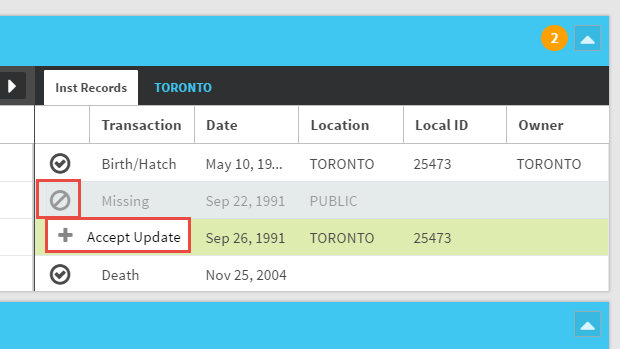 2
Inst Records TORONTO
Transaction Date Location Local ID Owner
Birth/Hatch May 10, 19... TORONTO 25473 TORONTO
Missing Sep 22, 1991 PUBLIC
Accept Update Sep 26, 1991 TORONTO 25473
Death Nov 25, 2004